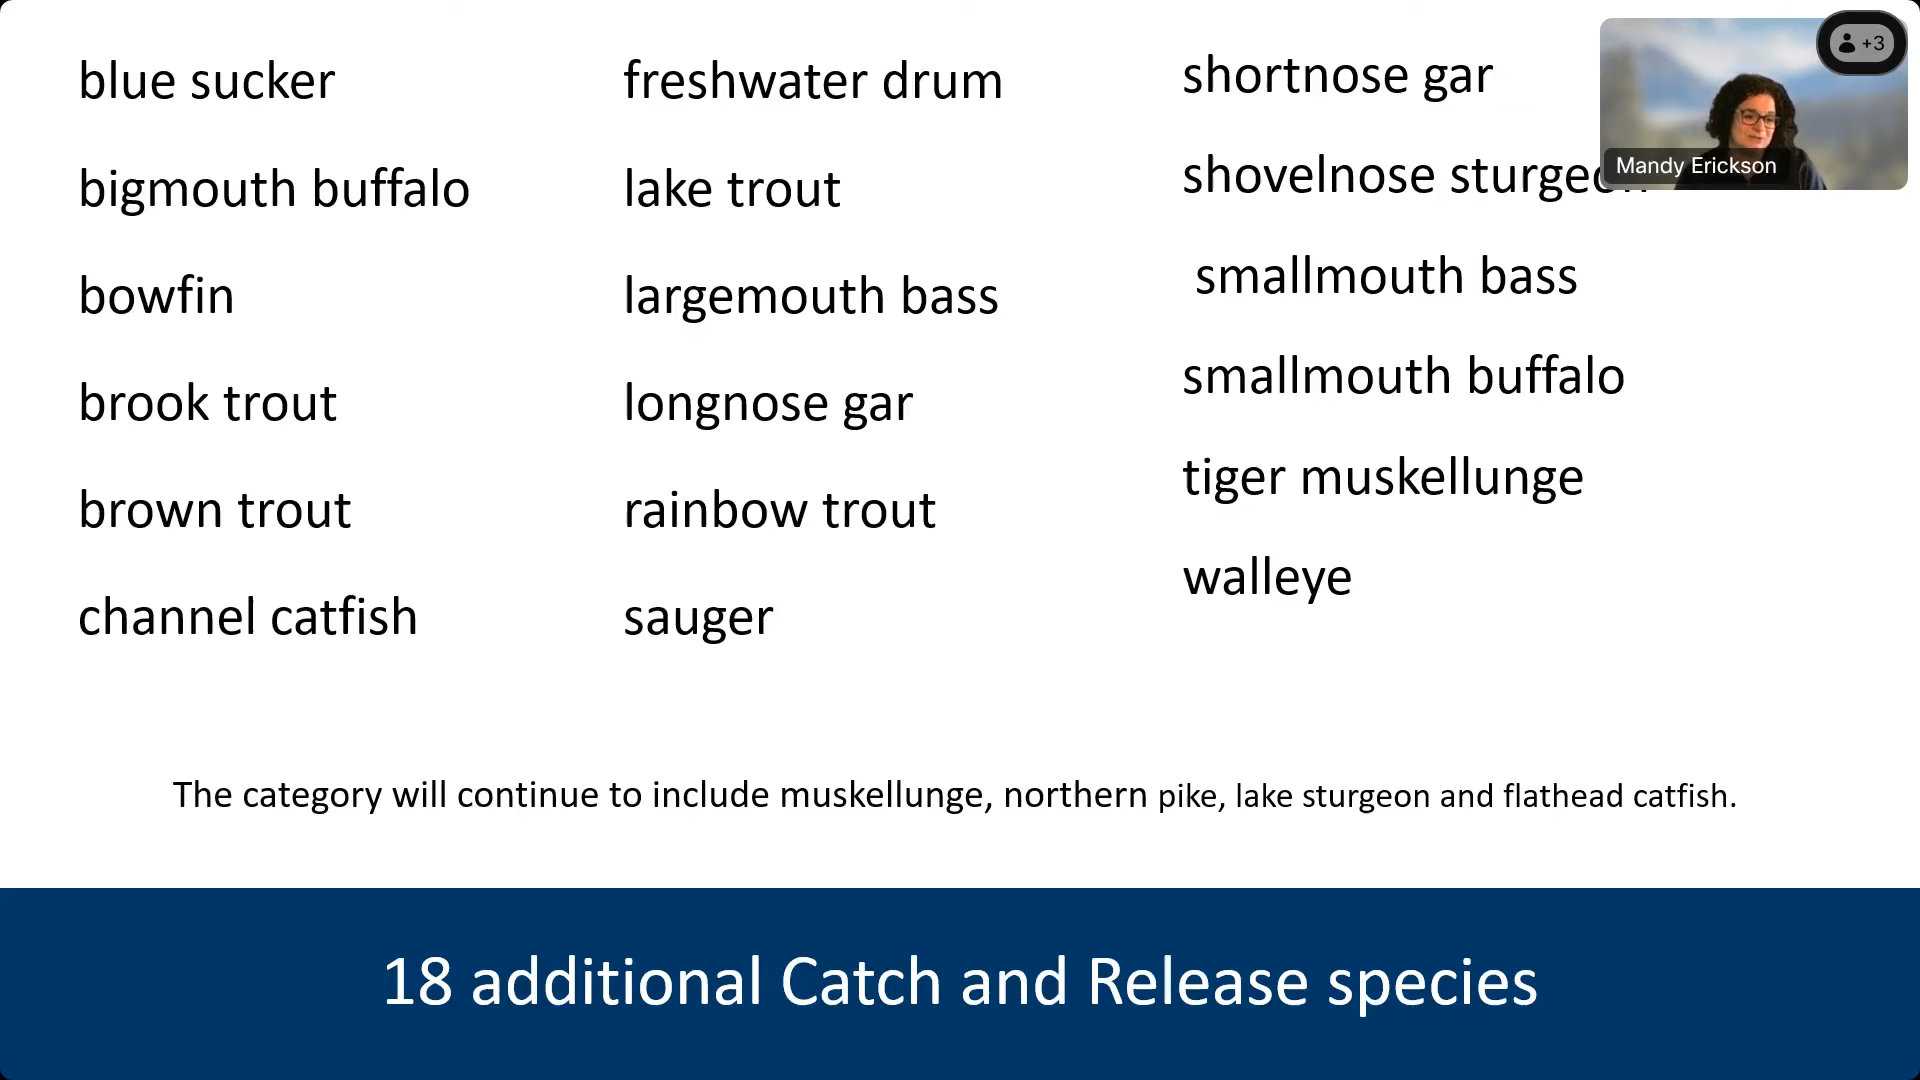 blue sucker
bigmouth buffalo
bowfin
brook trout
brown trout
channel catfish
freshwater drum
lake trout
largemouth bass
longnose gar
rainbow trout
sauger
shortnose gar
shovelnose sturgeon
smallmouth bass
smallmouth buffalo
tiger muskellunge
walleye
+3
Mandy Erickson
The category will continue to include muskellunge, northern pike, lake sturgeon and flathead catfish.
18 additional Catch and Release species